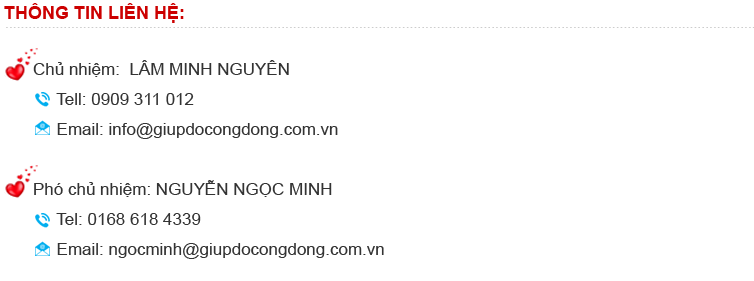 THÔNG TIN LIÊN HỆ:
Chủ nhiệm: LÂM MINH NGUYÊN
Tell: 0909 311 012
Email: info@giupdocongdong.com.vn
Phó chủ nhiệm: NGUYỄN NGỌC MINH
Tel: 0168 618 4339
Email: ngocminh@giupdocongdong.com.vn